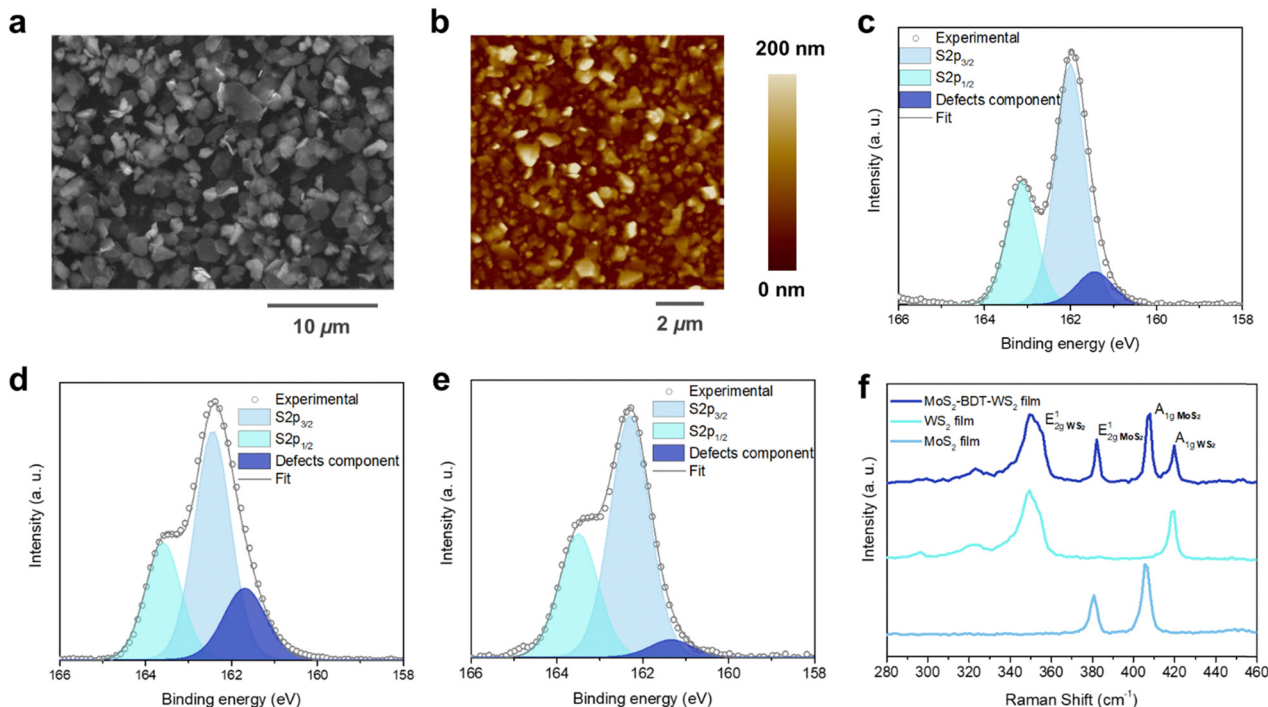 a
10 µm
b
200 nm
0 nm
2 µm
c
Experimental
S2p3/2
S2p1/2
Defects component
Fit
Intensity (a. u.)
166 164 162 160 158
Binding energy (eV)
d
Experimental
S2p3/2
S2p1/2
Defects component
Fit
Intensity (a. u.)
166 164 162 160 158
Binding energy (eV)
e
Experimental
S2p3/2
S2p1/2
Defects component
Fit
Intensity (a. u.)
166 164 162 160 158
Binding energy (eV)
f
MoS2-BDT-WS2 film
WS2 film
MoS2 film
E12g WS2
E12g MoS2
A1g MoS2
A1g WS2
Intensity (a. u.)
280 300 320 340 360 380 400 420 440 460
Raman Shift (cm-1)